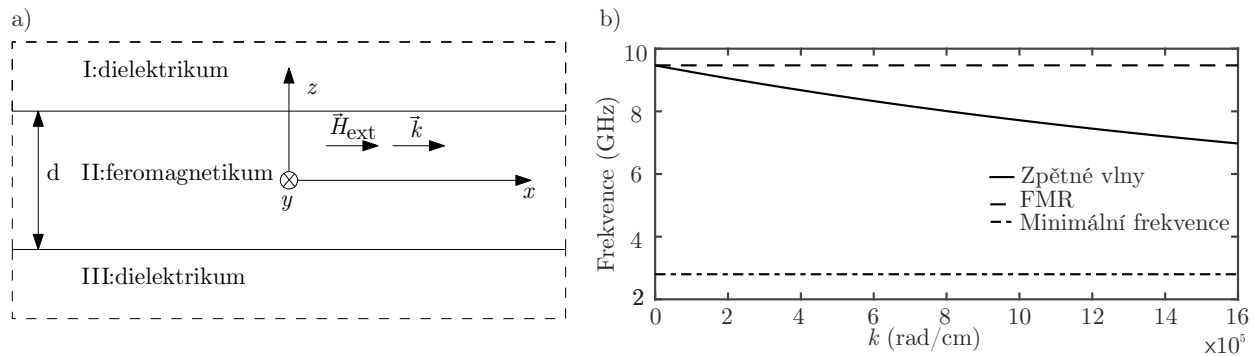 a)
I:dielektrikum
z
H⃗ext
k⃗
d
II:feromagnetikum
y
x
III:dielektrikum
b)
10
8
6
4
2
Frekvence (GHz)
Zpětné vlny
FMR
Minimální frekvence
0
2
4
6
8
10
12
14
16
k (rad/cm)
×10⁵